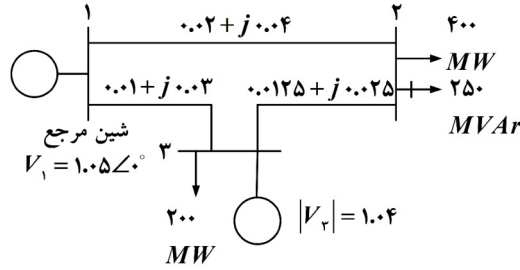 ۱
۲
۰.۰۲ + j ۰.۰۴
۴۰۰
MW
۰.۰۱ + j ۰.۰۳
۰.۰۱۲۵ + j ۰.۰۲۵
۲۵۰
MVAr
شین مرجع
V۱ = ۱.۰۵∠۰°
۳
۲۰۰
MW
|V۳| = ۱.۰۴